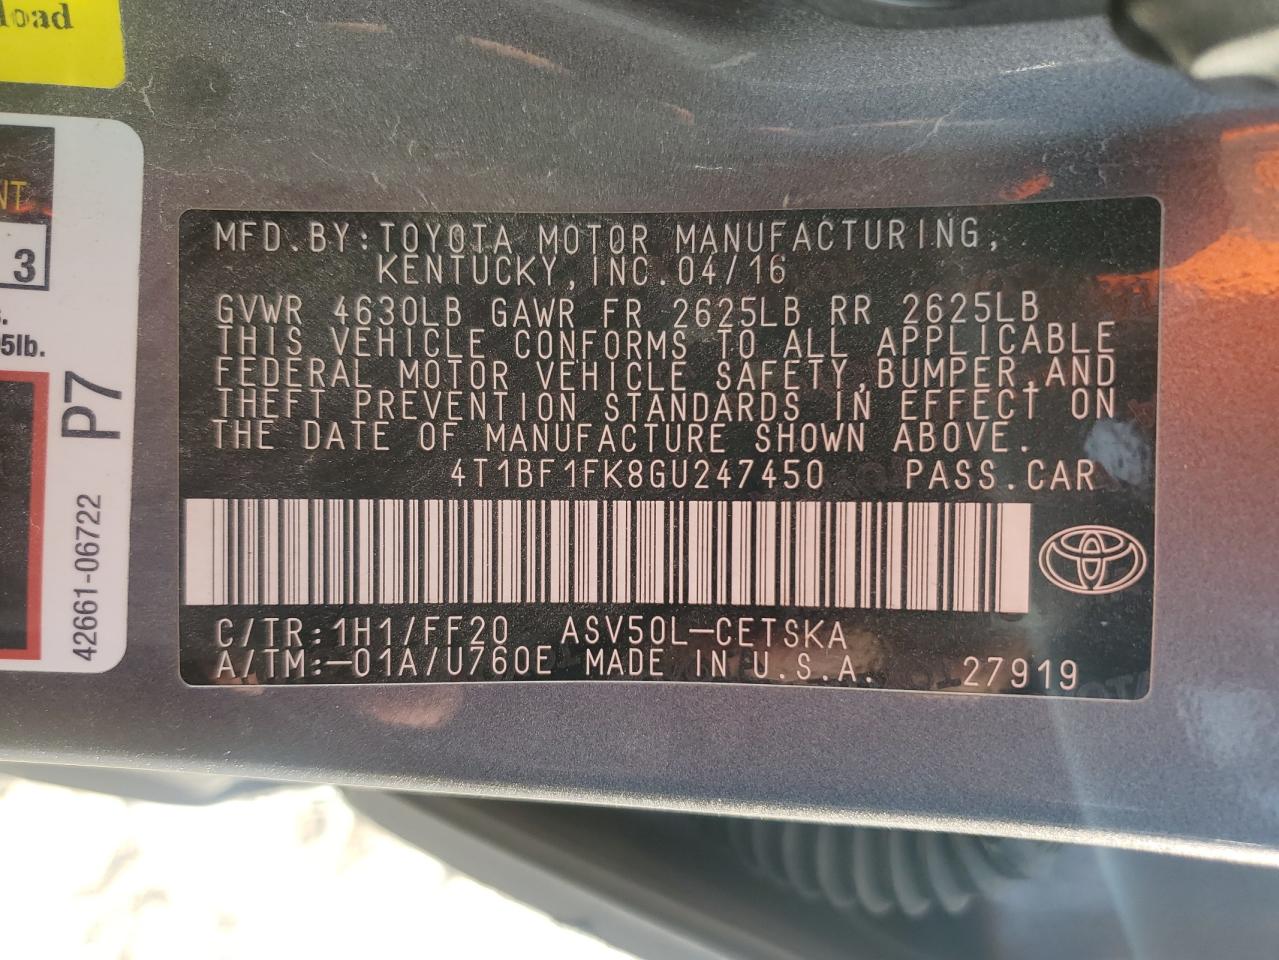 load
NT
3
5lb.
P7
42661-06722
MFD.BY:TOYOTA MOTOR MANUFACTURING,
KENTUCKY,INC.04/16
GVWR 4630LB GAWR FR 2625LB RR 2625LB
THIS VEHICLE CONFORMS TO ALL APPLICABLE
FEDERAL MOTOR VEHICLE SAFETY,BUMPER,AND
THEFT PREVENTION STANDARDS IN EFFECT ON
THE DATE OF MANUFACTURE SHOWN ABOVE.
4T1BF1FK8GU247450 PASS.CAR
C/TR:1H1/FF20 ASV50L-CETSKA
A/TM:-01A/U760E MADE IN U.S.A. 27919